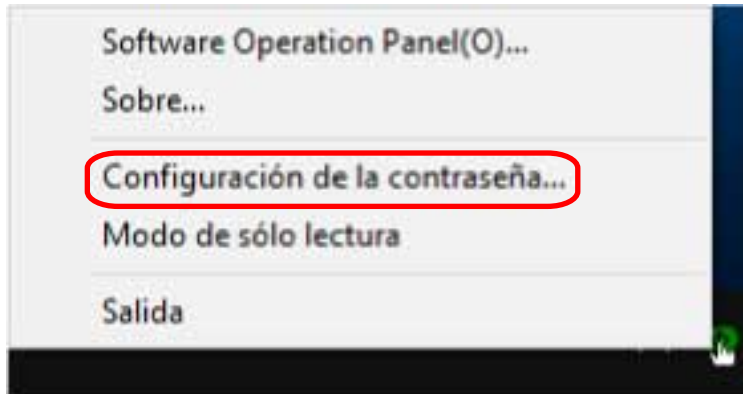 Software Operation Panel(O)...
Sobre...
Configuración de la contraseña...
Modo de sólo lectura
Salida